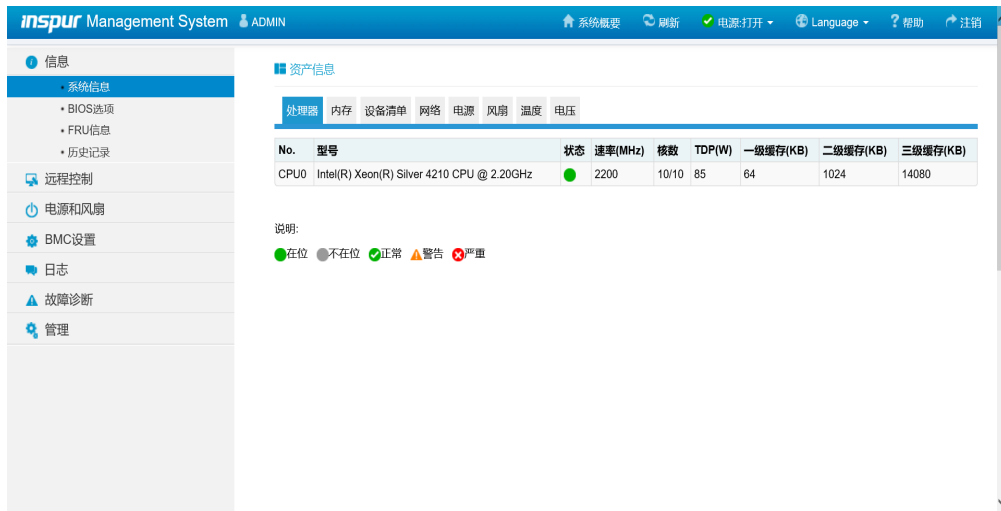 inspur Management System ADMIN 系统概要 刷新 电源:打开 Language 帮助 注销
信息
系统信息
BIOS选项
FRU信息
历史记录
远程控制
电源和风扇
BMC设置
日志
故障诊断
管理
资产信息
处理器 内存 设备清单 网络 电源 风扇 温度 电压
No. 型号 状态 速率(MHz) 核数 TDP(W) 一级缓存(KB) 二级缓存(KB) 三级缓存(KB)
CPU0 Intel(R) Xeon(R) Silver 4210 CPU @ 2.20GHz 2200 10/10 85 64 1024 14080
说明:
在位 不在位 正常 警告 严重